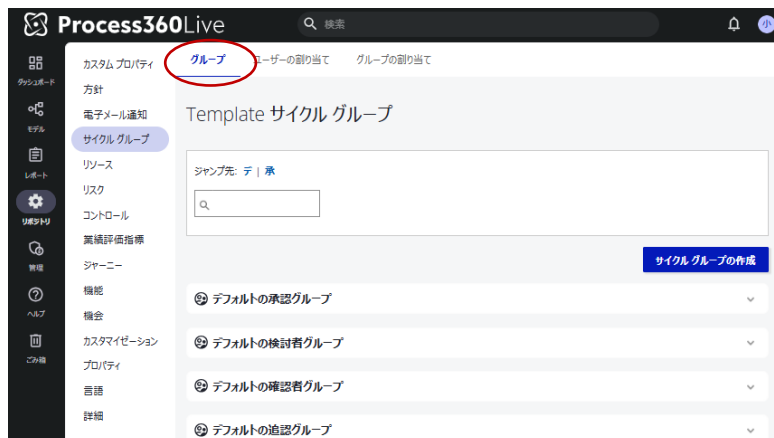 Process360Live
検索
小
ダッシュボード
モデル
レポート
リポジトリ
管理
ヘルプ
ごみ箱
カスタム プロパティ
方針
電子メール通知
サイクル グループ
リソース
リスク
コントロール
業績評価指標
ジャーニー
機能
機会
カスタマイゼーション
プロパティ
言語
詳細
グループ
ユーザーの割り当て
グループの割り当て
Template サイクル グループ
ジャンプ先: デ | 承
サイクル グループの作成
デフォルトの承認グループ
デフォルトの検討者グループ
デフォルトの確認者グループ
デフォルトの追認グループ